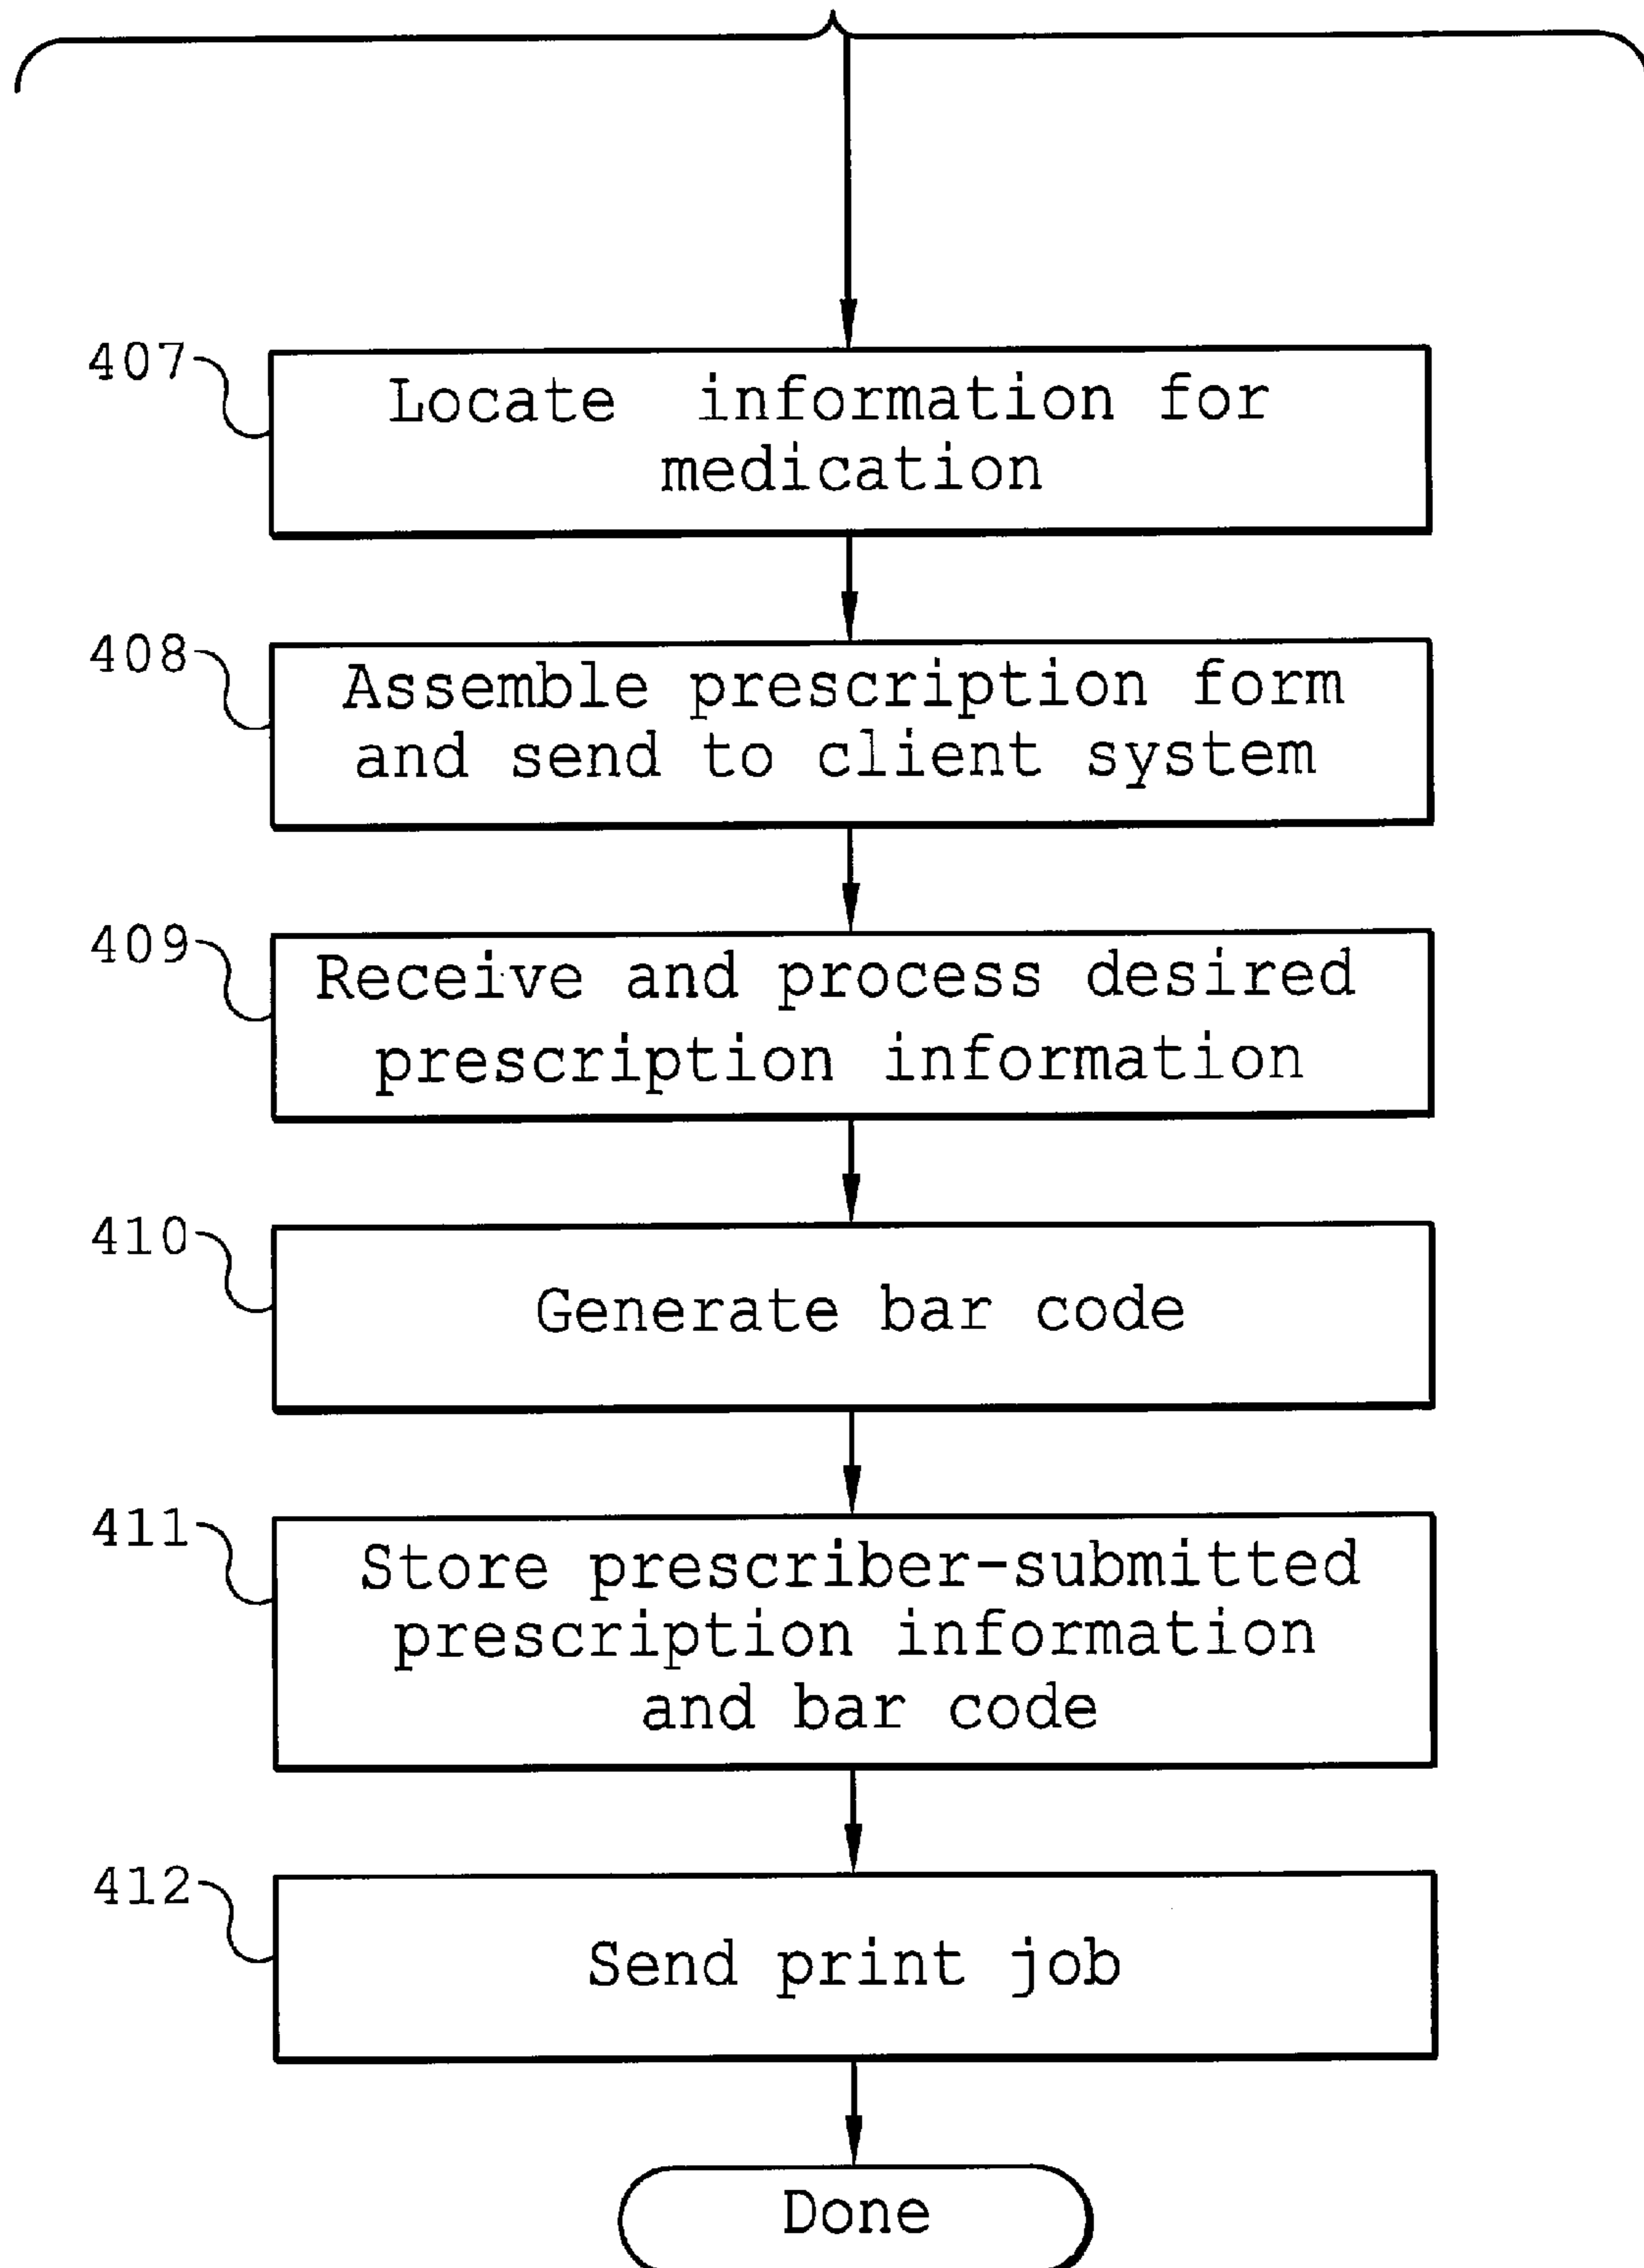 407
Locate information for
medication
408
Assemble prescription form
and send to client system
409
Receive and process desired
prescription information
410
Generate bar code
411
Store prescriber-submitted
prescription information
and bar code
412
Send print job
Done